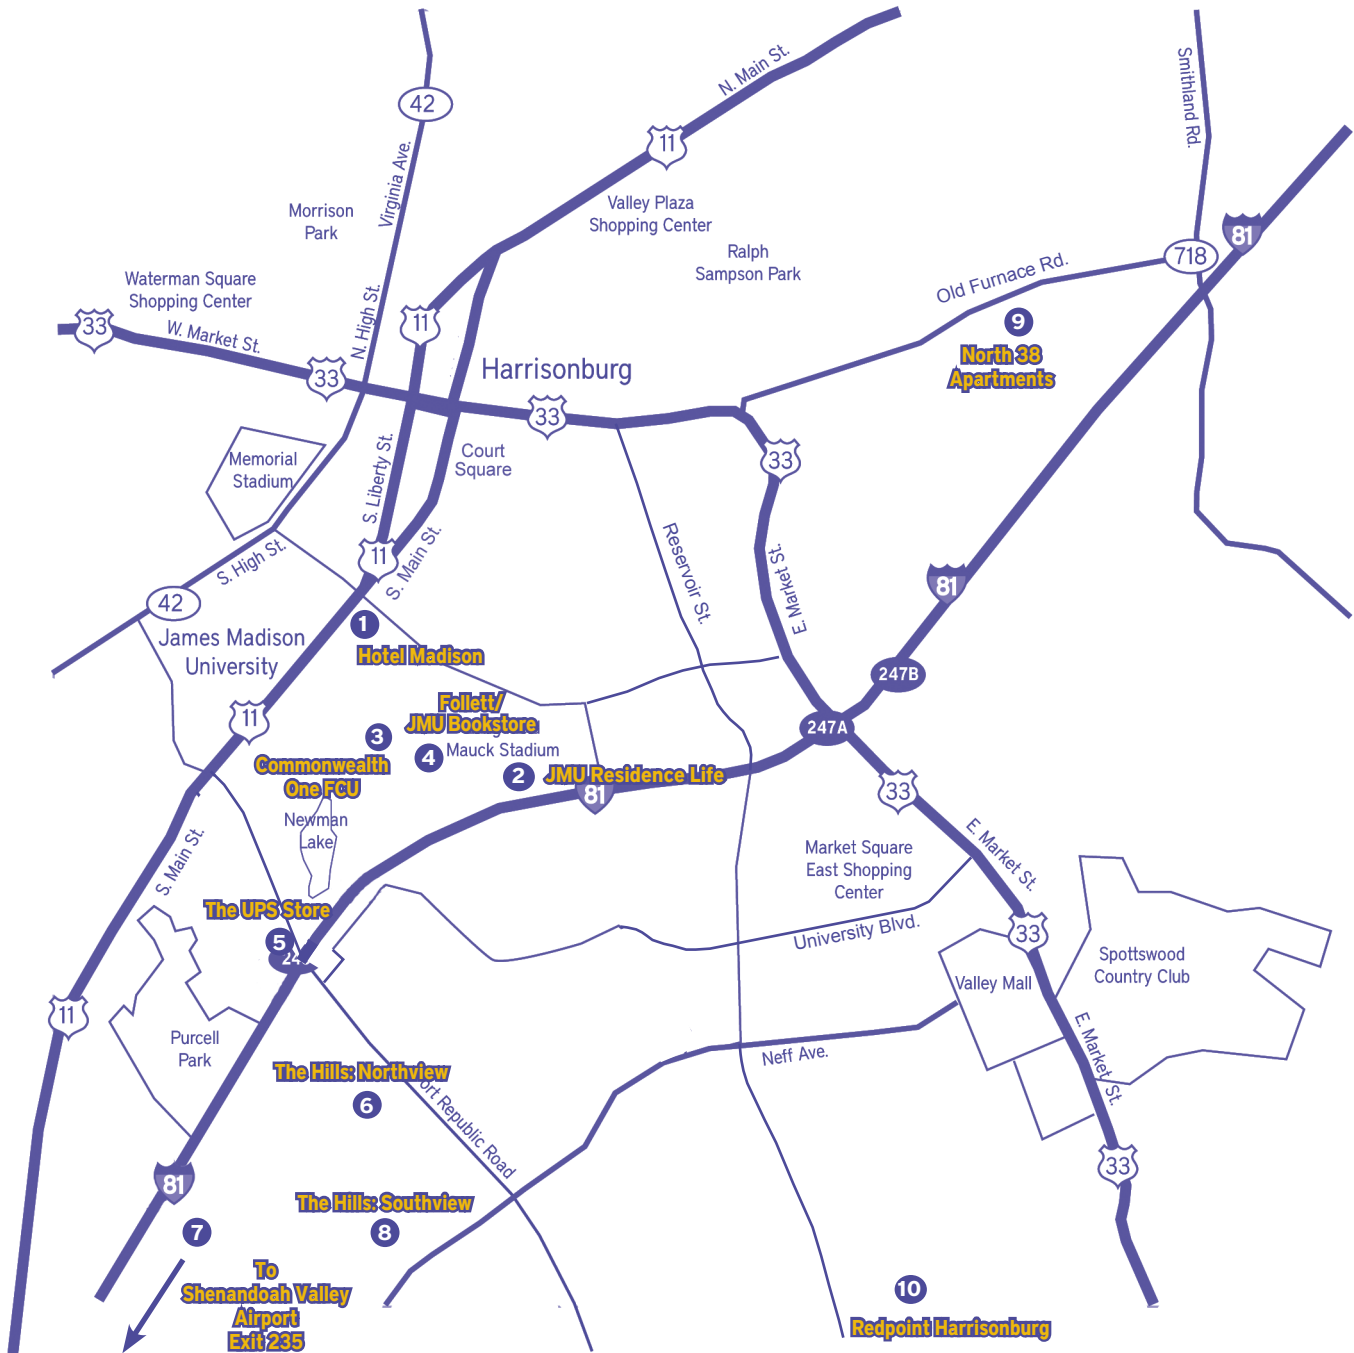 42
N. Main St.
Smithland Rd.
11
Virginia Ave.
Morrison
Park
Valley Plaza
Shopping Center
81
718
Ralph
Sampson Park
Old Furnace Rd.
Waterman Square
Shopping Center
33
W. Market St.
N. High St.
11
9
North 38
Apartments
33
Harrisonburg
33
Court
Square
33
Memorial
Stadium
S. Liberty St.
11
S. Main St.
S. High St.
Reservoir St.
E. Market St.
81
42
James Madison
University
1
Hotel Madison
247B
247A
11
Follett/
JMU Bookstore
3
4
Mauck Stadium
2
JMU Residence Life
81
Commonwealth
One FCU
Newman
Lake
33
E. Market St.
Market Square
East Shopping
Center
S. Main St.
The UPS Store
5
24
University Blvd.
33
Valley Mall
Spottswood
Country Club
11
Purcell
Park
Neff Ave.
E. Market St.
The Hills: Northview
6
ort Republic Road
33
81
The Hills: Southview
7
8
To
Shenandoah Valley
Airport
Exit 235
10
Redpoint Harrisonburg